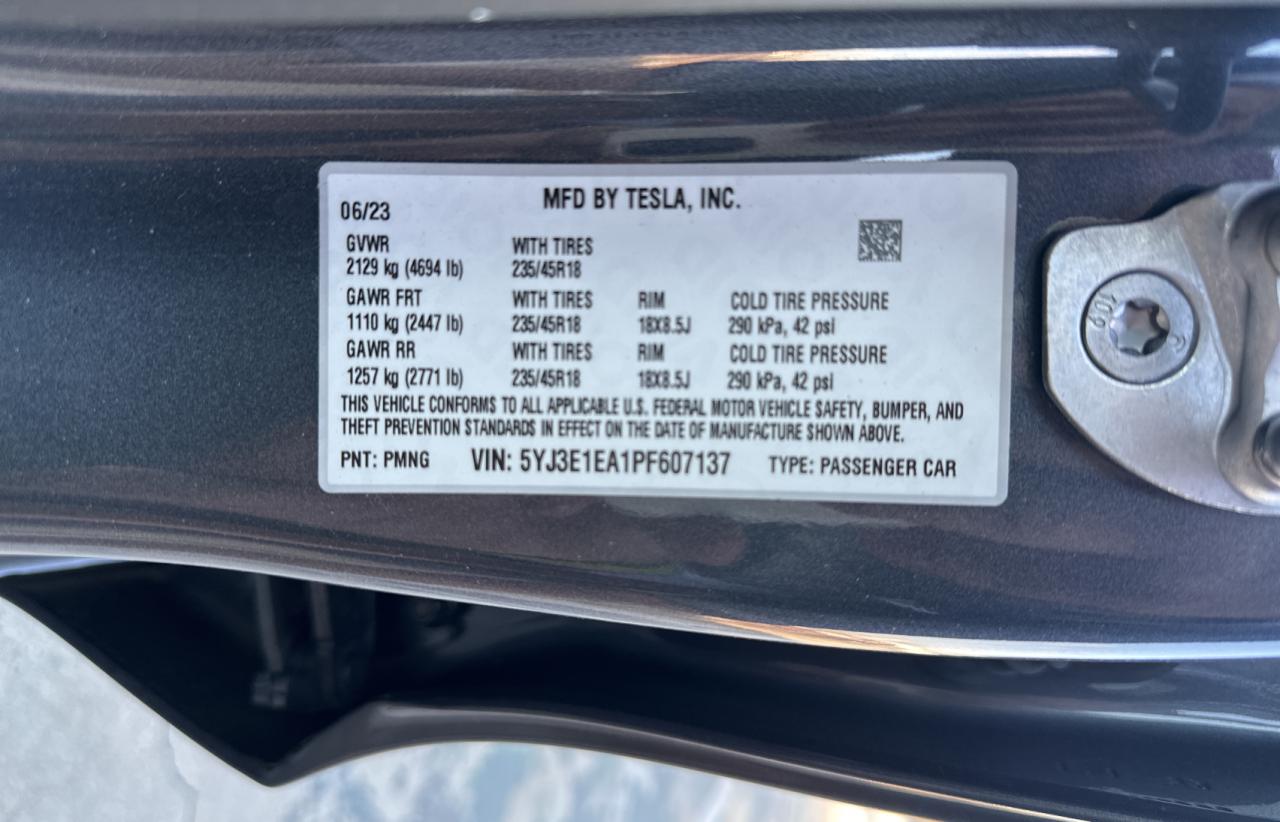 MFD BY TESLA, INC.
06/23
GVWR WITH TIRES
2129 kg (4694 lb) 235/45R18
GAWR FRT WITH TIRES RIM COLD TIRE PRESSURE
1110 kg (2447 lb) 235/45R18 18X8.5J 290 kPa, 42 psi
GAWR RR WITH TIRES RIM COLD TIRE PRESSURE
1257 kg (2771 lb) 235/45R18 18X8.5J 290 kPa, 42 psi
THIS VEHICLE CONFORMS TO ALL APPLICABLE U.S. FEDERAL MOTOR VEHICLE SAFETY, BUMPER, AND
THEFT PREVENTION STANDARDS IN EFFECT ON THE DATE OF MANUFACTURE SHOWN ABOVE.
PNT: PMNG VIN: 5YJ3E1EA1PF607137 TYPE: PASSENGER CAR